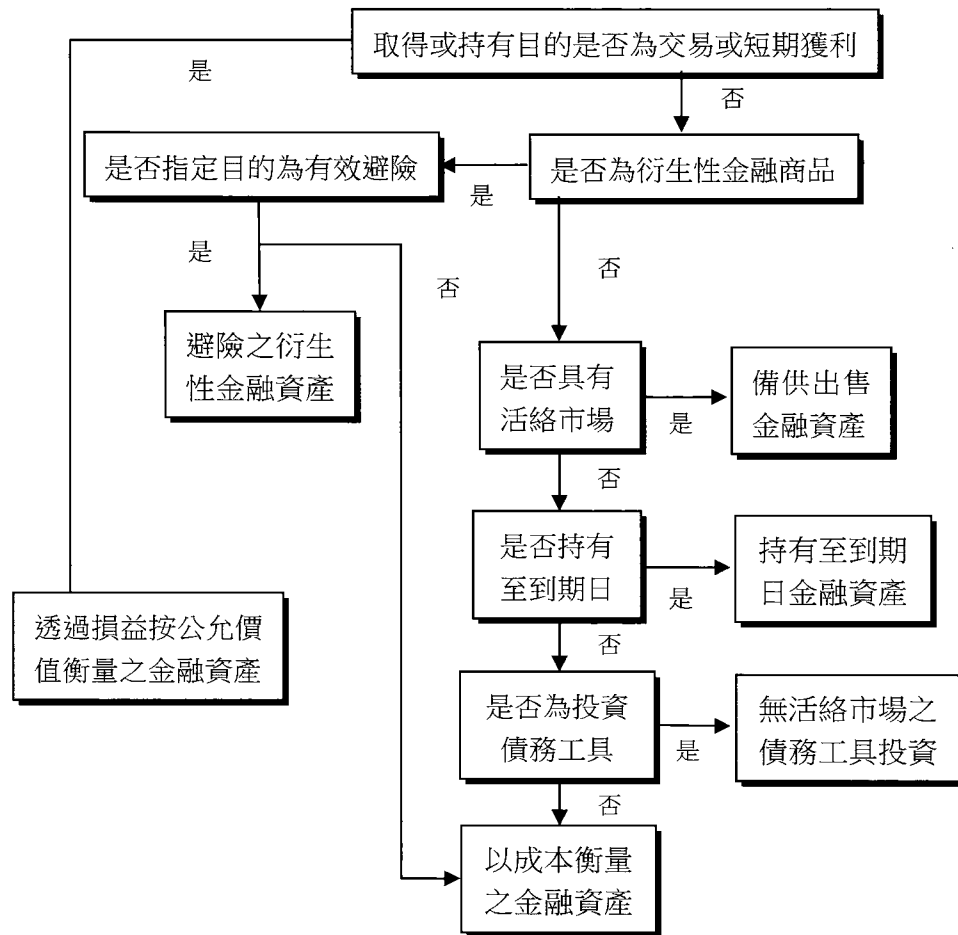 取得或持有目的是否為交易或短期獲利
是
否
是否指定目的為有效避險
是否為衍生性金融商品
是
是
否
否
避險之衍生
性金融資產
是否具有
活絡市場
備供出售
金融資產
是
否
是否持有
至到期日
持有至到期
日金融資產
是
透過損益按公允價
值衡量之金融資產
否
是否為投資
債務工具
無活絡市場之
債務工具投資
是
否
以成本衡量
之金融資產